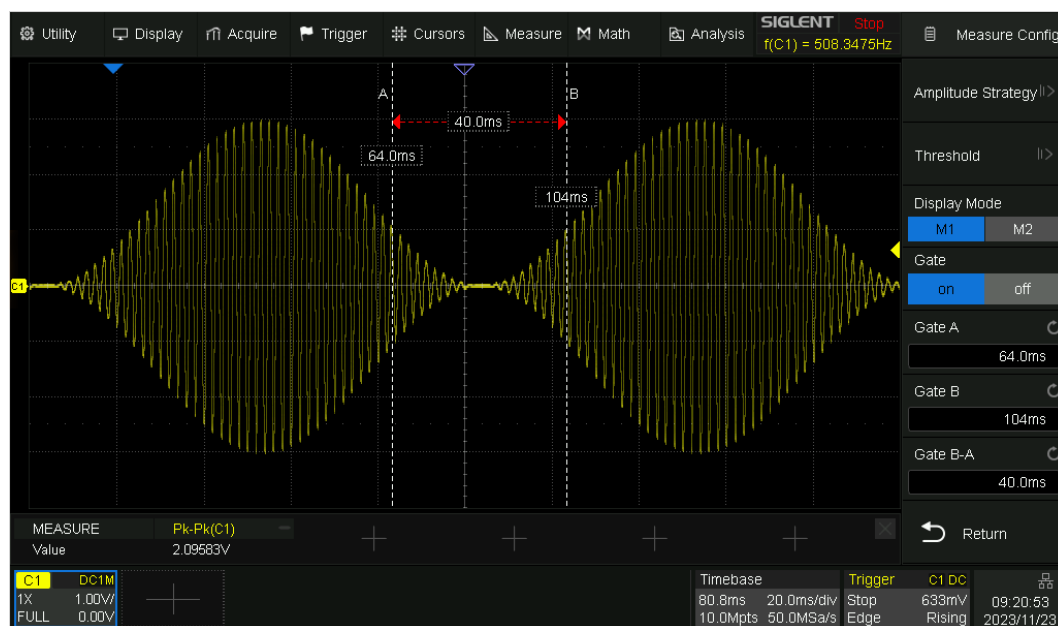 Utility Display Acquire Trigger Cursors Measure Math Analysis SIGLENT Stop
f(C1) = 508.3475Hz
Measure Config
A B
40.0ms
64.0ms
104ms
C1
Amplitude Strategy
Threshold
Display Mode
M1 M2
Gate
on off
Gate A
64.0ms
Gate B
104ms
Gate B-A
40.0ms
Return
MEASURE Pk-Pk(C1)
Value 2.09583V
C1 DC1M
1X 1.00V/
FULL 0.00V
Timebase
80.8ms 20.0ms/div
10.0Mpts 50.0MSa/s
Trigger C1 DC
Stop 633mV
Edge Rising
09:20:53
2023/11/23